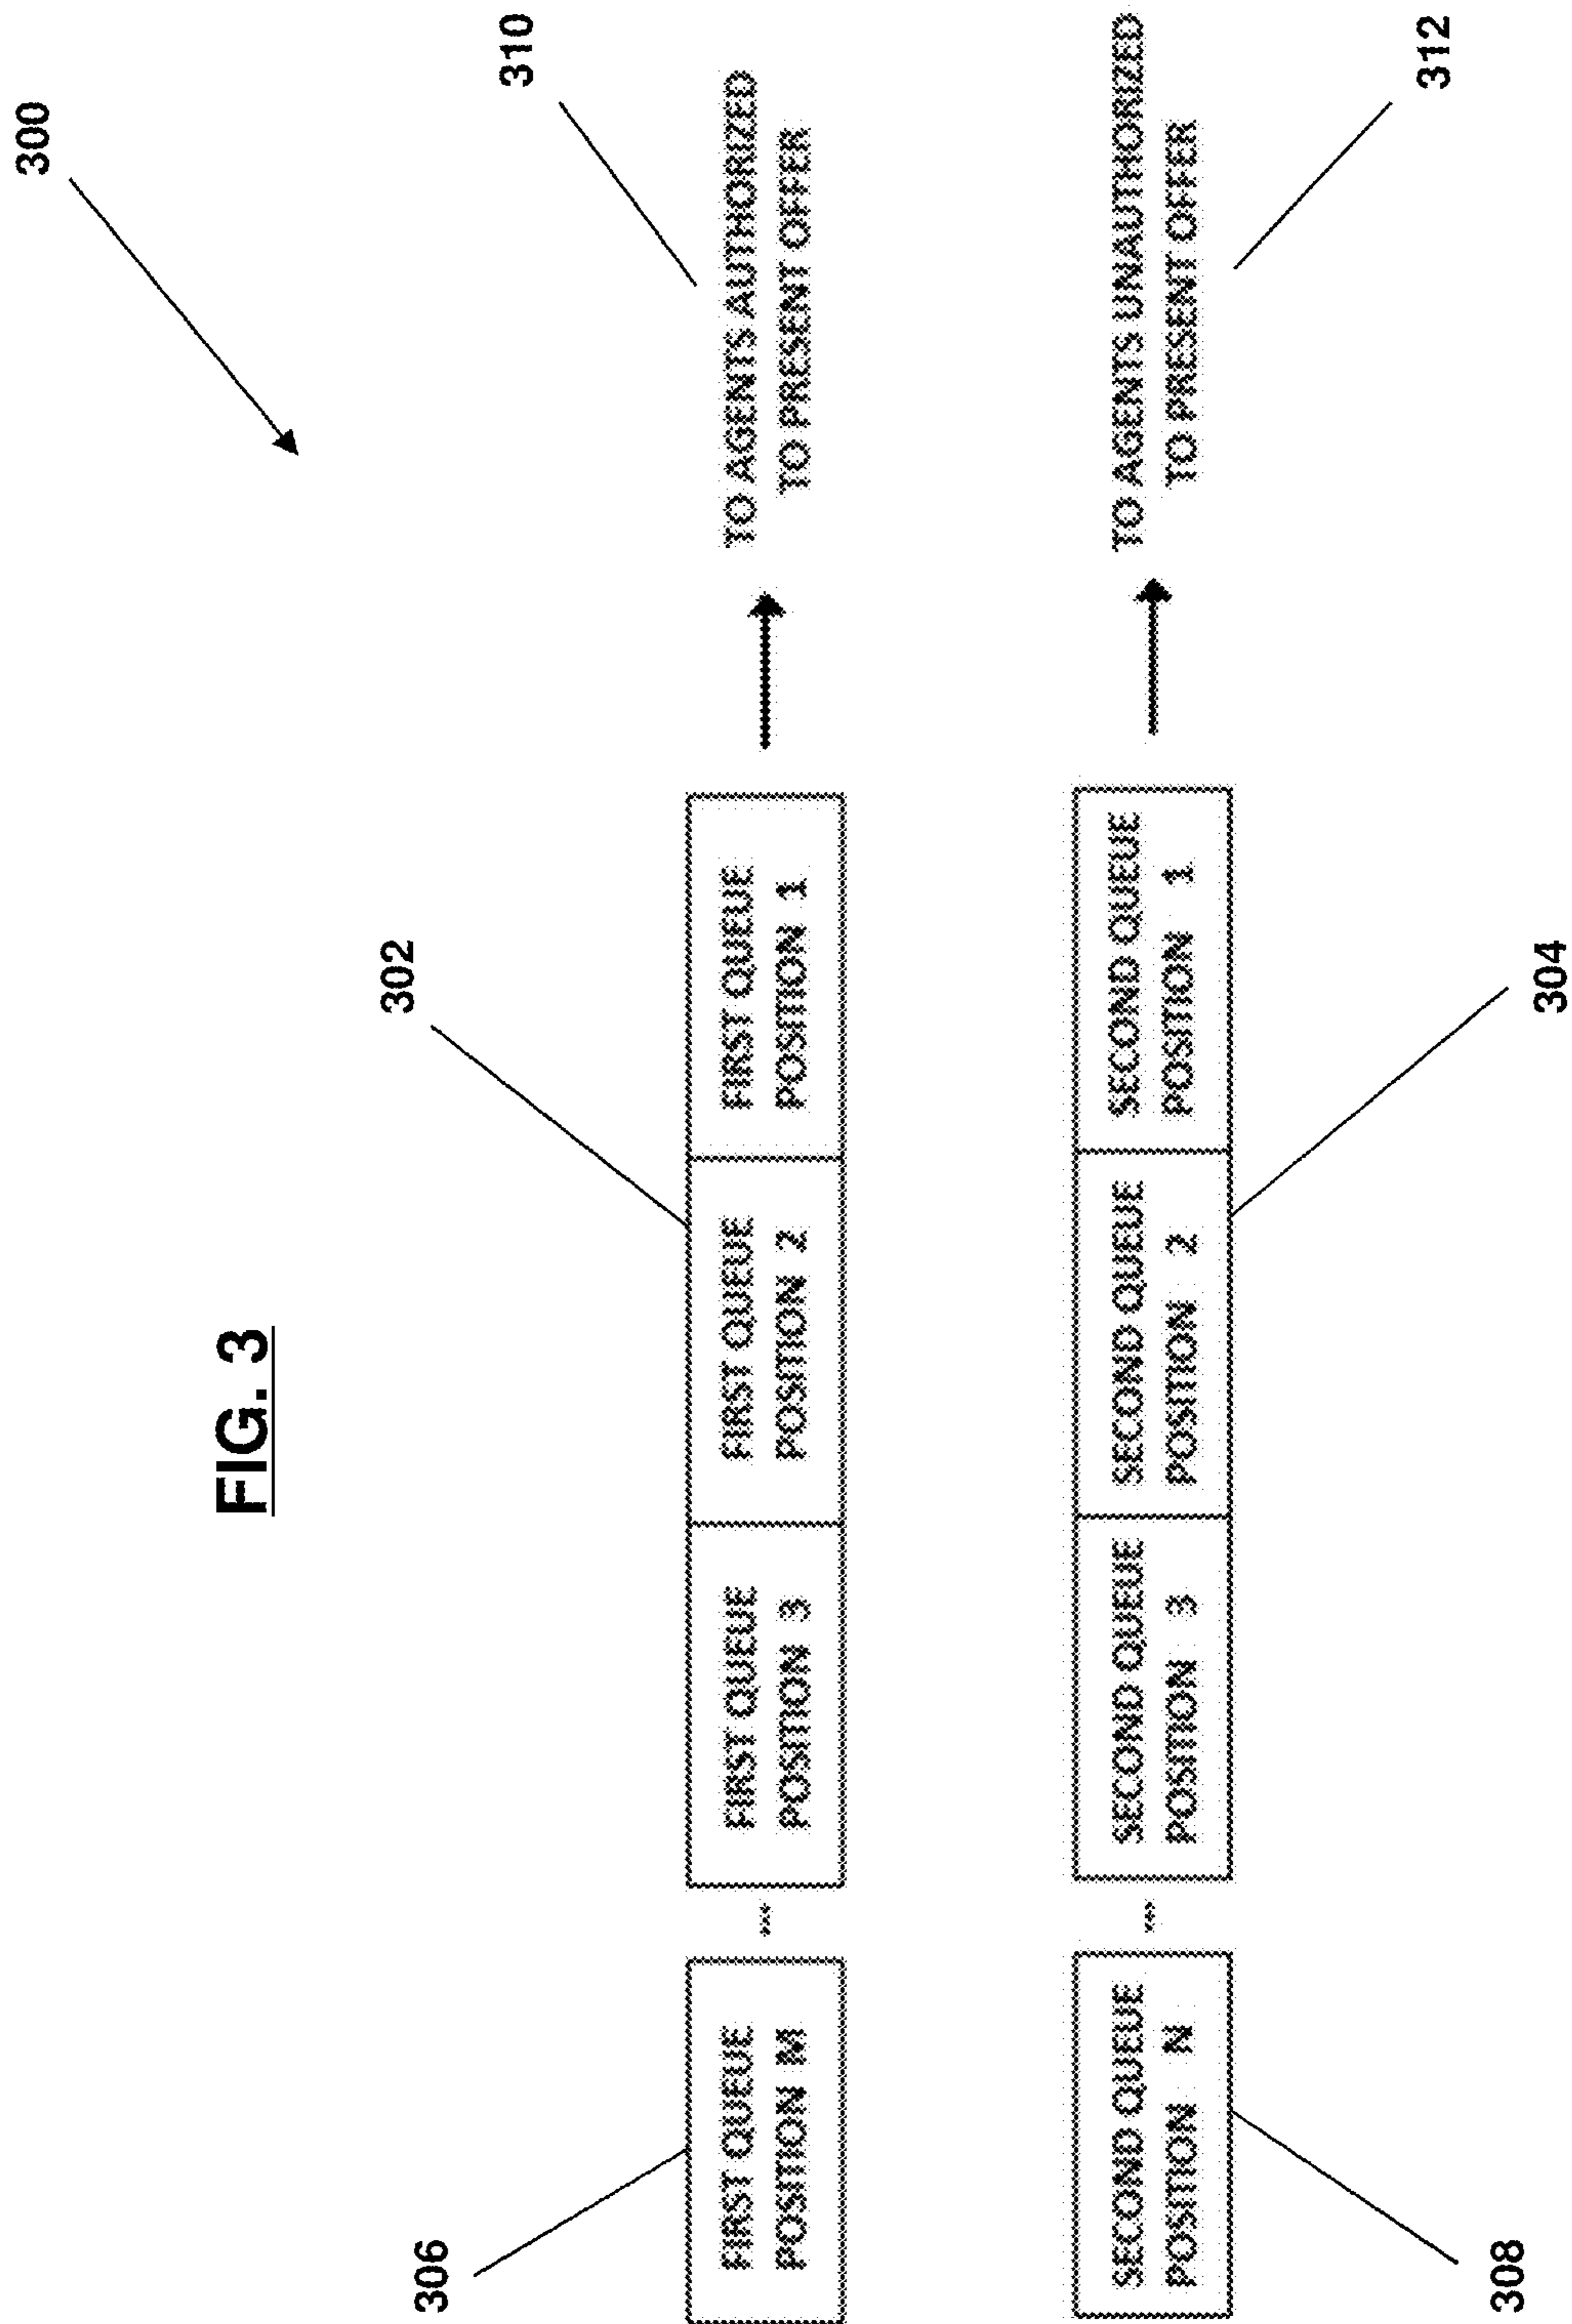 FIG. 3
300
302
310
306
FIRST QUEUE
POSITION M
...
FIRST QUEUE
POSITION 3
FIRST QUEUE
POSITION 2
FIRST QUEUE
POSITION 1
TO AGENTS AUTHORIZED
TO PRESENT OFFER
SECOND QUEUE
POSITION N
...
SECOND QUEUE
POSITION 3
SECOND QUEUE
POSITION 2
SECOND QUEUE
POSITION 1
TO AGENTS UNAUTHORIZED
TO PRESENT OFFER
308
304
312